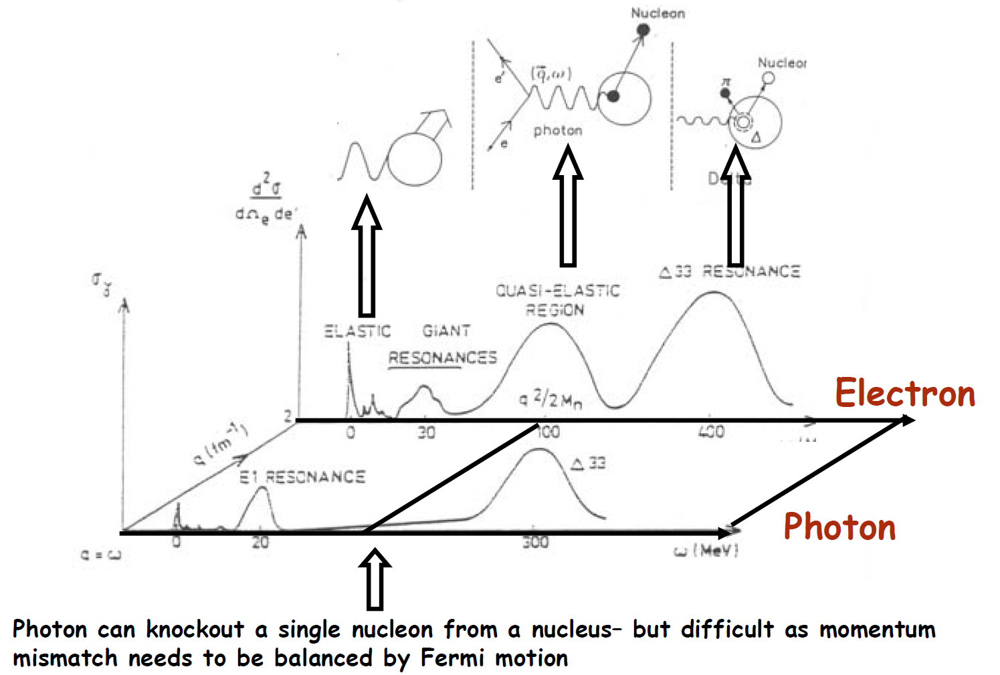 Nucleon
Nucleon
π
e'
(q⃗,ω)
photon
e
Δ
Delta
d²σ
dΩₑ de'
σ
Δ33 RESONANCE
QUASI-ELASTIC
REGION
ELASTIC
GIANT
RESONANCES
q²/2Mn
Electron
2
0
30
100
400
q(fm⁻¹)
E1 RESONANCE
Δ33
Photon
0
20
300
q = ω
ω(MeV)
Photon can knockout a single nucleon from a nucleus– but difficult as momentum
mismatch needs to be balanced by Fermi motion